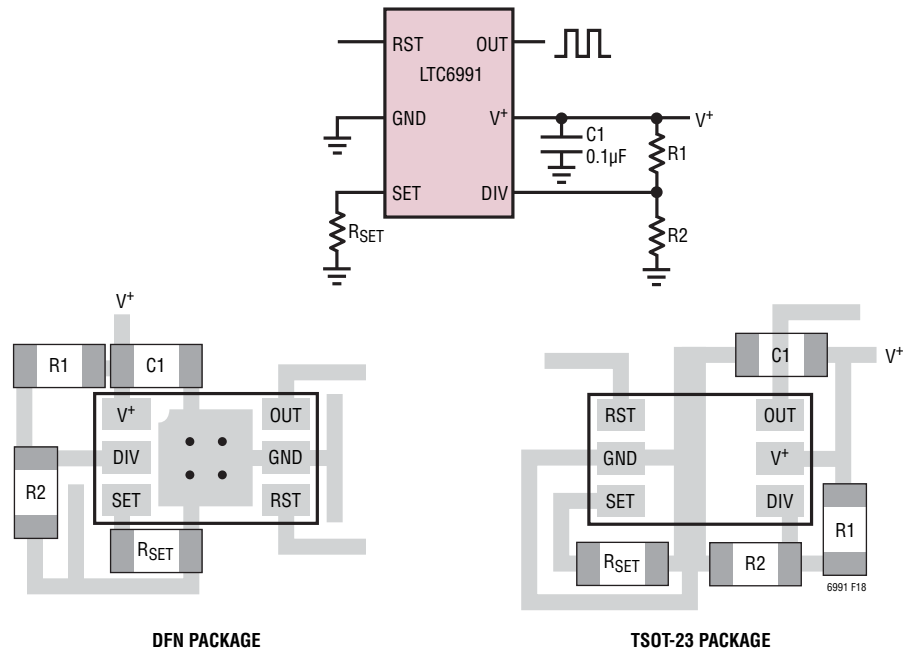 RST OUT
LTC6991
GND V+
C1
0.1µF
R1
V+
SET DIV
RSET
R2
V+
R1 C1
V+ OUT
DIV GND
SET RST
R2
RSET
DFN PACKAGE
C1
V+
RST OUT
GND V+
SET DIV
RSET R2 R1
6991 F18
TSOT-23 PACKAGE